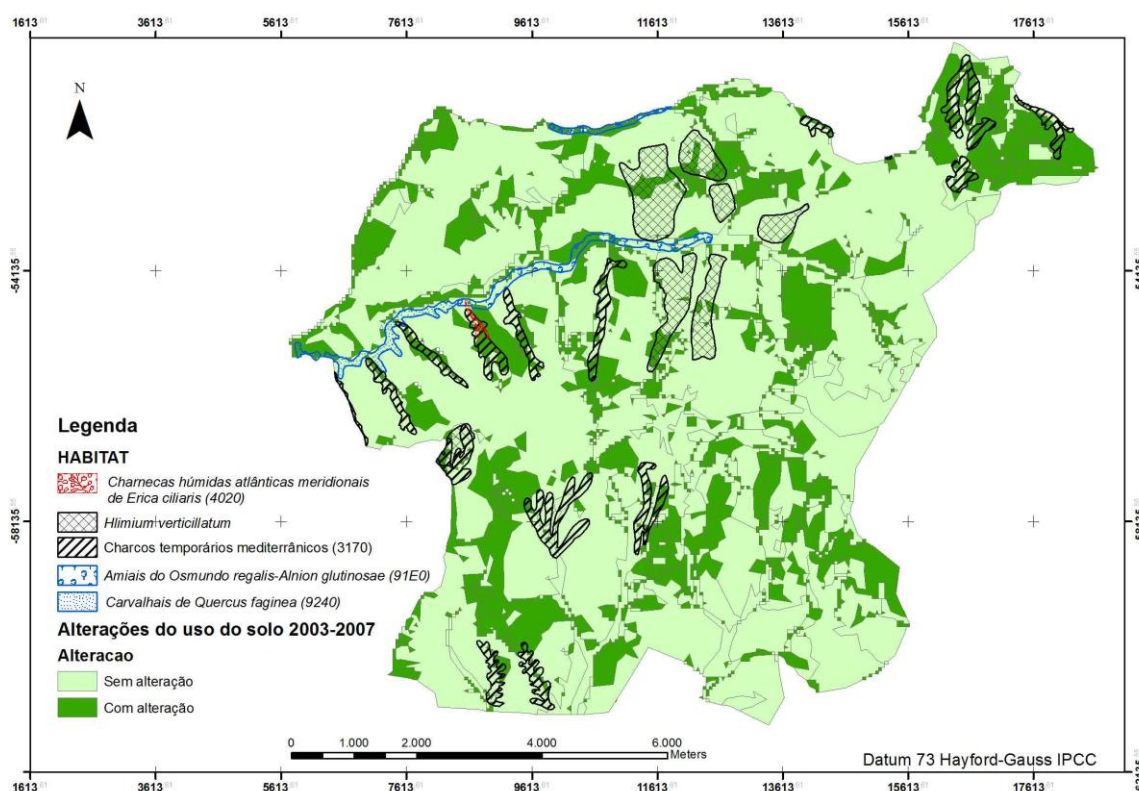 1613 3613 5613 7613 9613 11613 13613 15613 17613
N
-54135
-58135
Legenda
HABITAT
Charnecas húmidas atlânticas meridionais
de Erica ciliaris (4020)
Hlimium verticillatum
Charcos temporários mediterrânicos (3170)
Amiais do Osmundo regalis-Alnion glutinosae (91E0)
Carvalhais de Quercus faginea (9240)
Alterações do uso do solo 2003-2007
Alteracao
Sem alteração
Com alteração
0 1.000 2.000 4.000 6.000
Meters
Datum 73 Hayford-Gauss IPCC
1613 3613 5613 7613 9613 11613 13613 15613 17613